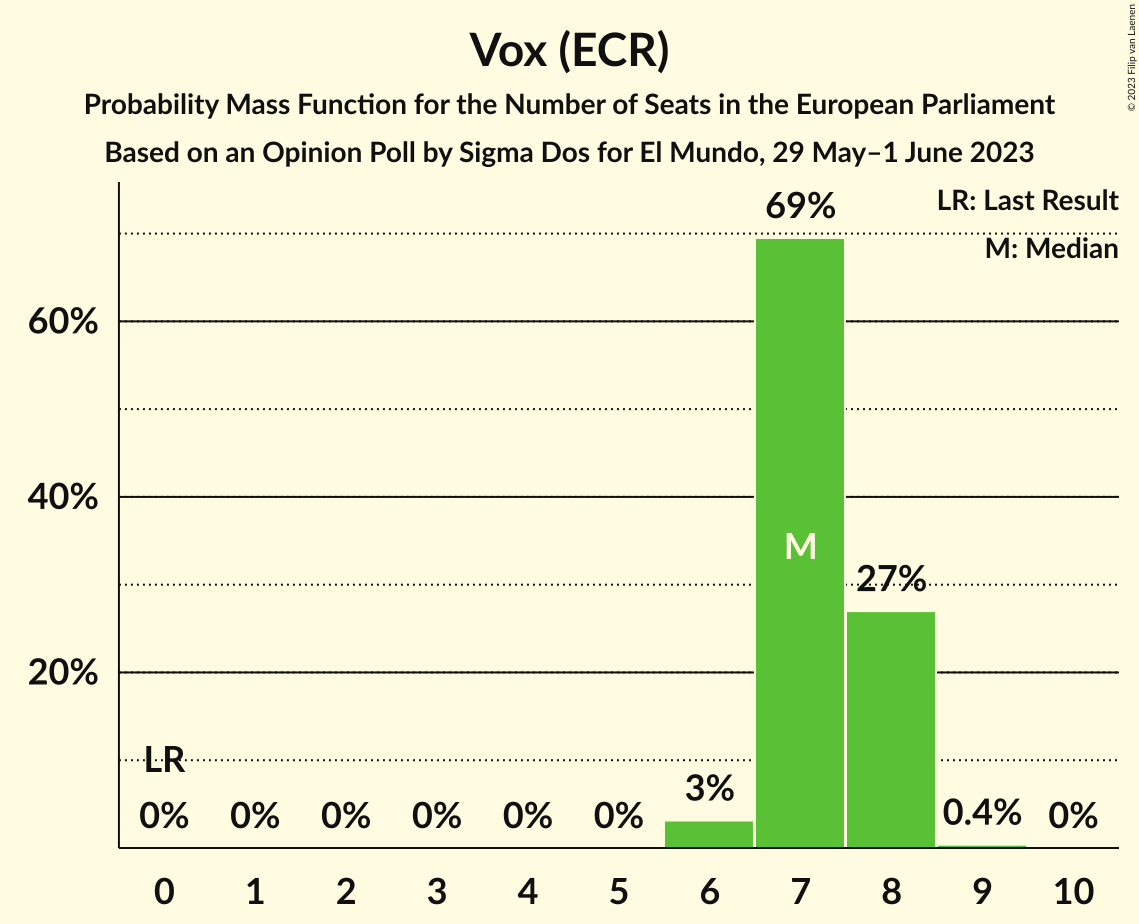 Vox (ECR)
Probability Mass Function for the Number of Seats in the European Parliament
Based on an Opinion Poll by Sigma Dos for El Mundo, 29 May–1 June 2023
© 2023 Filip van Laenen
LR: Last Result
M: Median
69%
60%
40%
M
27%
20%
LR
3%
0% 0% 0% 0% 0% 0% 0.4% 0%
0 1 2 3 4 5 6 7 8 9 10